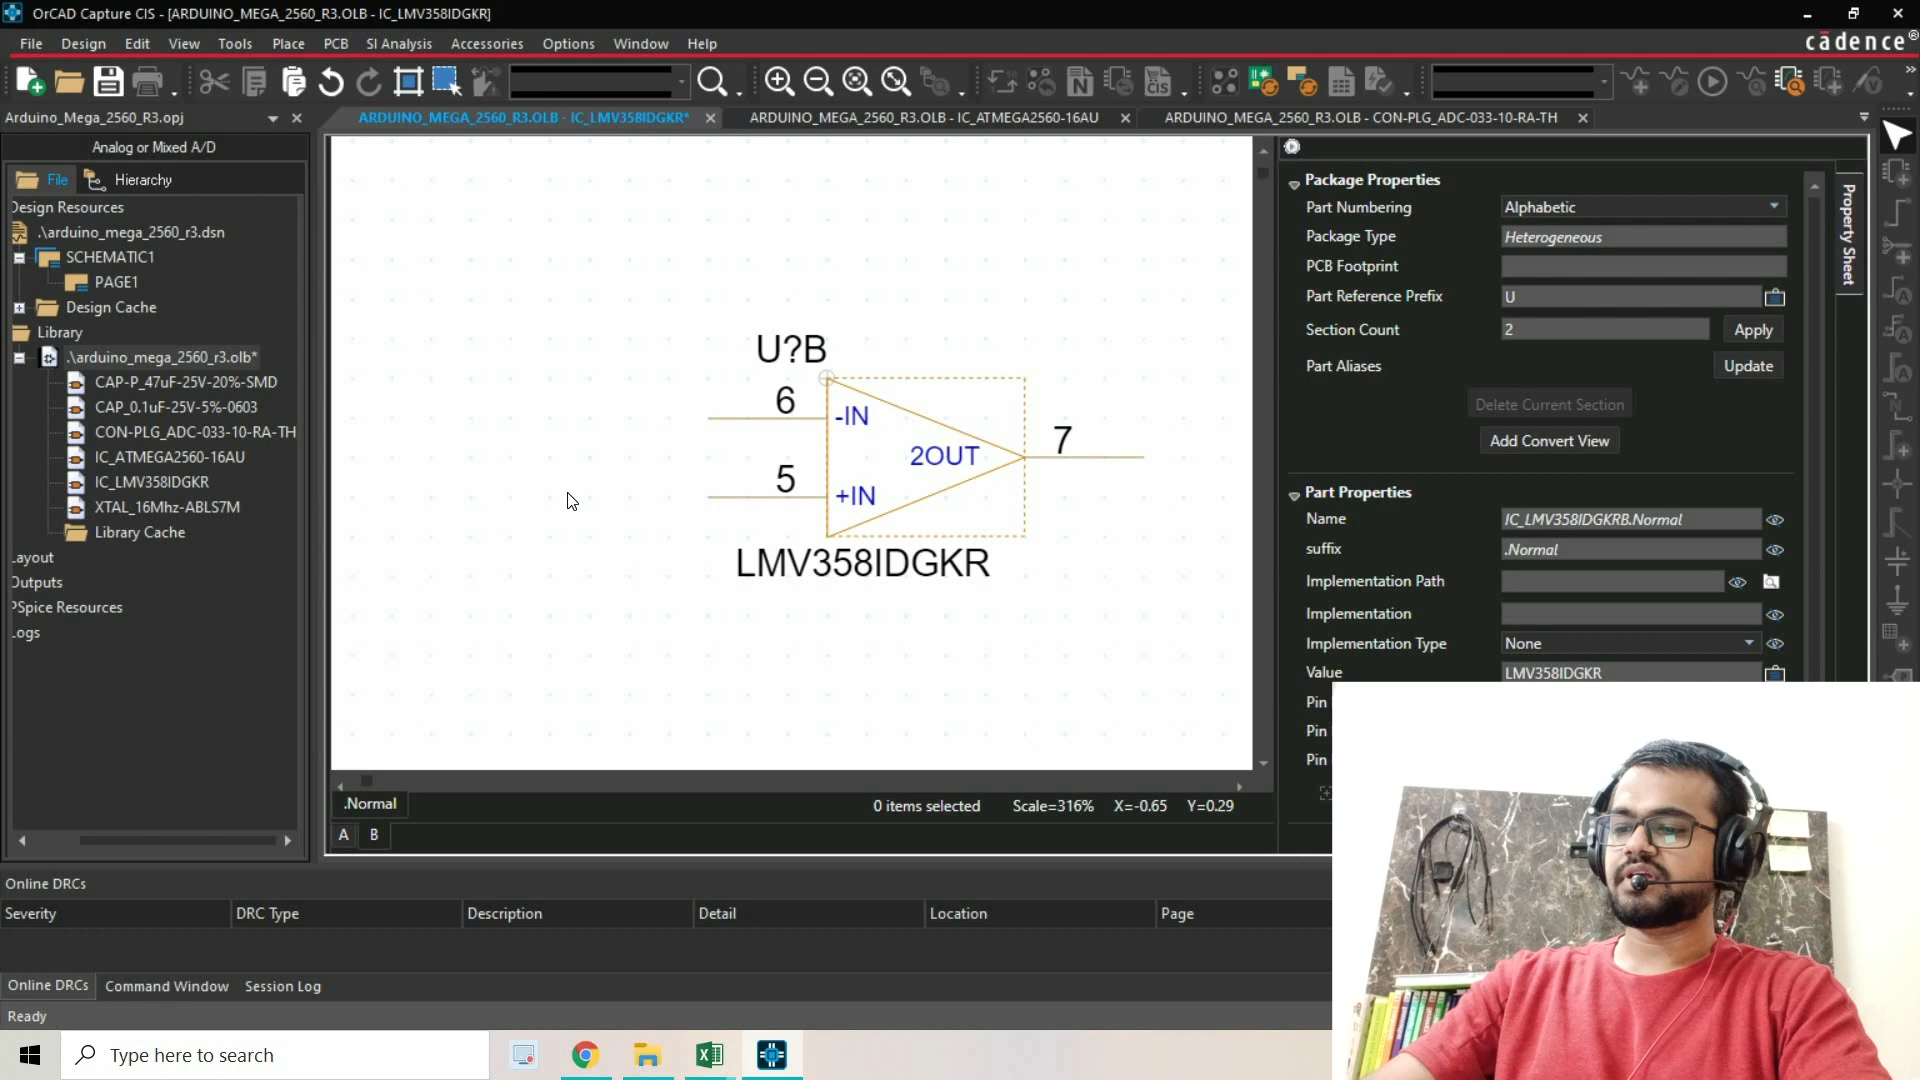 OrCAD Capture CIS - [ARDUINO_MEGA_2560_R3.OLB - IC_LMV358IDGKR]
File Design Edit View Tools Place PCB SI Analysis Accessories Options Window Help
cādence®
Arduino_Mega_2560_R3.opj
ARDUINO_MEGA_2560_R3.OLB - IC_LMV358IDGKR*
ARDUINO_MEGA_2560_R3.OLB - IC_ATMEGA2560-16AU
ARDUINO_MEGA_2560_R3.OLB - CON-PLG_ADC-033-10-RA-TH
Analog or Mixed A/D
File Hierarchy
Design Resources
.\arduino_mega_2560_r3.dsn
SCHEMATIC1
PAGE1
Design Cache
Library
.\arduino_mega_2560_r3.olb*
CAP-P_47uF-25V-20%-SMD
CAP_0.1uF-25V-5%-0603
CON-PLG_ADC-033-10-RA-TH
IC_ATMEGA2560-16AU
IC_LMV358IDGKR
XTAL_16Mhz-ABLS7M
Library Cache
Layout
Outputs
PSpice Resources
Logs
U?B
6 -IN
2OUT 7
5 +IN
LMV358IDGKR
.Normal
0 items selected Scale=316% X=-0.65 Y=0.29
A B
Package Properties
Part Numbering Alphabetic
Package Type Heterogeneous
PCB Footprint
Part Reference Prefix U
Section Count 2 Apply
Part Aliases Update
Delete Current Section
Add Convert View
Part Properties
Name IC_LMV358IDGKRB.Normal
suffix .Normal
Implementation Path
Implementation
Implementation Type None
Value LMV358IDGKR
Pin
Pin
Pin
Property Sheet
Online DRCs
Severity DRC Type Description Detail Location Page
Online DRCs Command Window Session Log
Ready
Type here to search